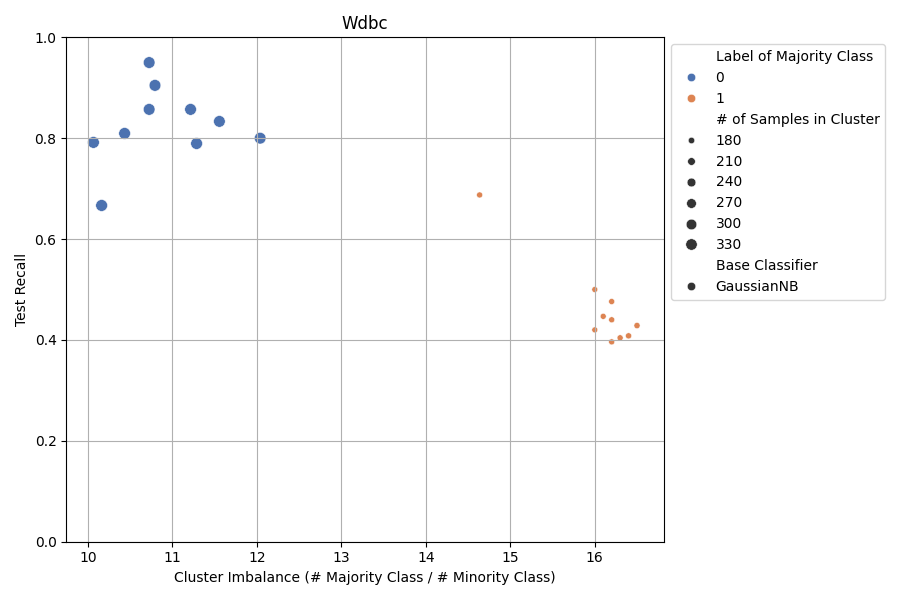 Wdbc
Test Recall
1.0
0.8
0.6
0.4
0.2
0.0
10 11 12 13 14 15 16
Cluster Imbalance (# Majority Class / # Minority Class)
Label of Majority Class
0
1
# of Samples in Cluster
180
210
240
270
300
330
Base Classifier
GaussianNB